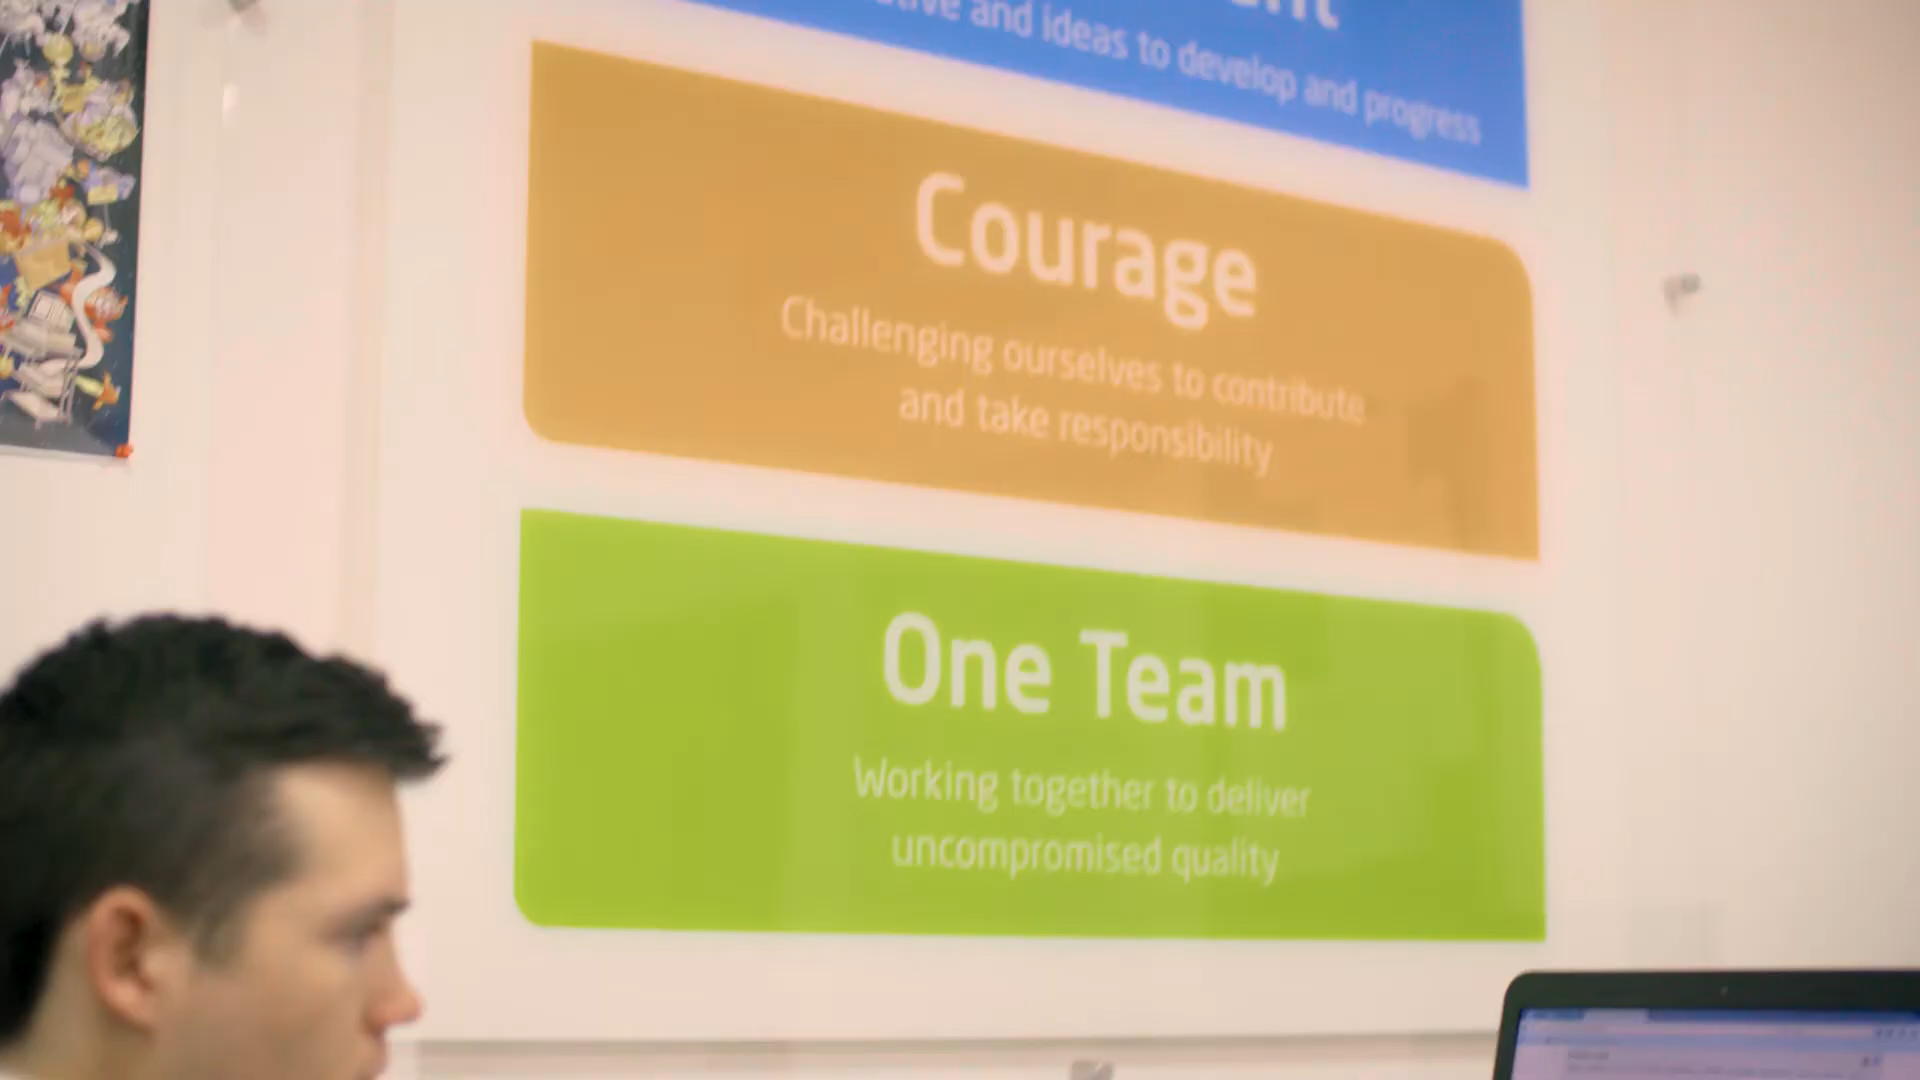 and ideas to develop and progress
Courage
Challenging ourselves to contribute
and take responsibility
One Team
Working together to deliver
uncompromised quality